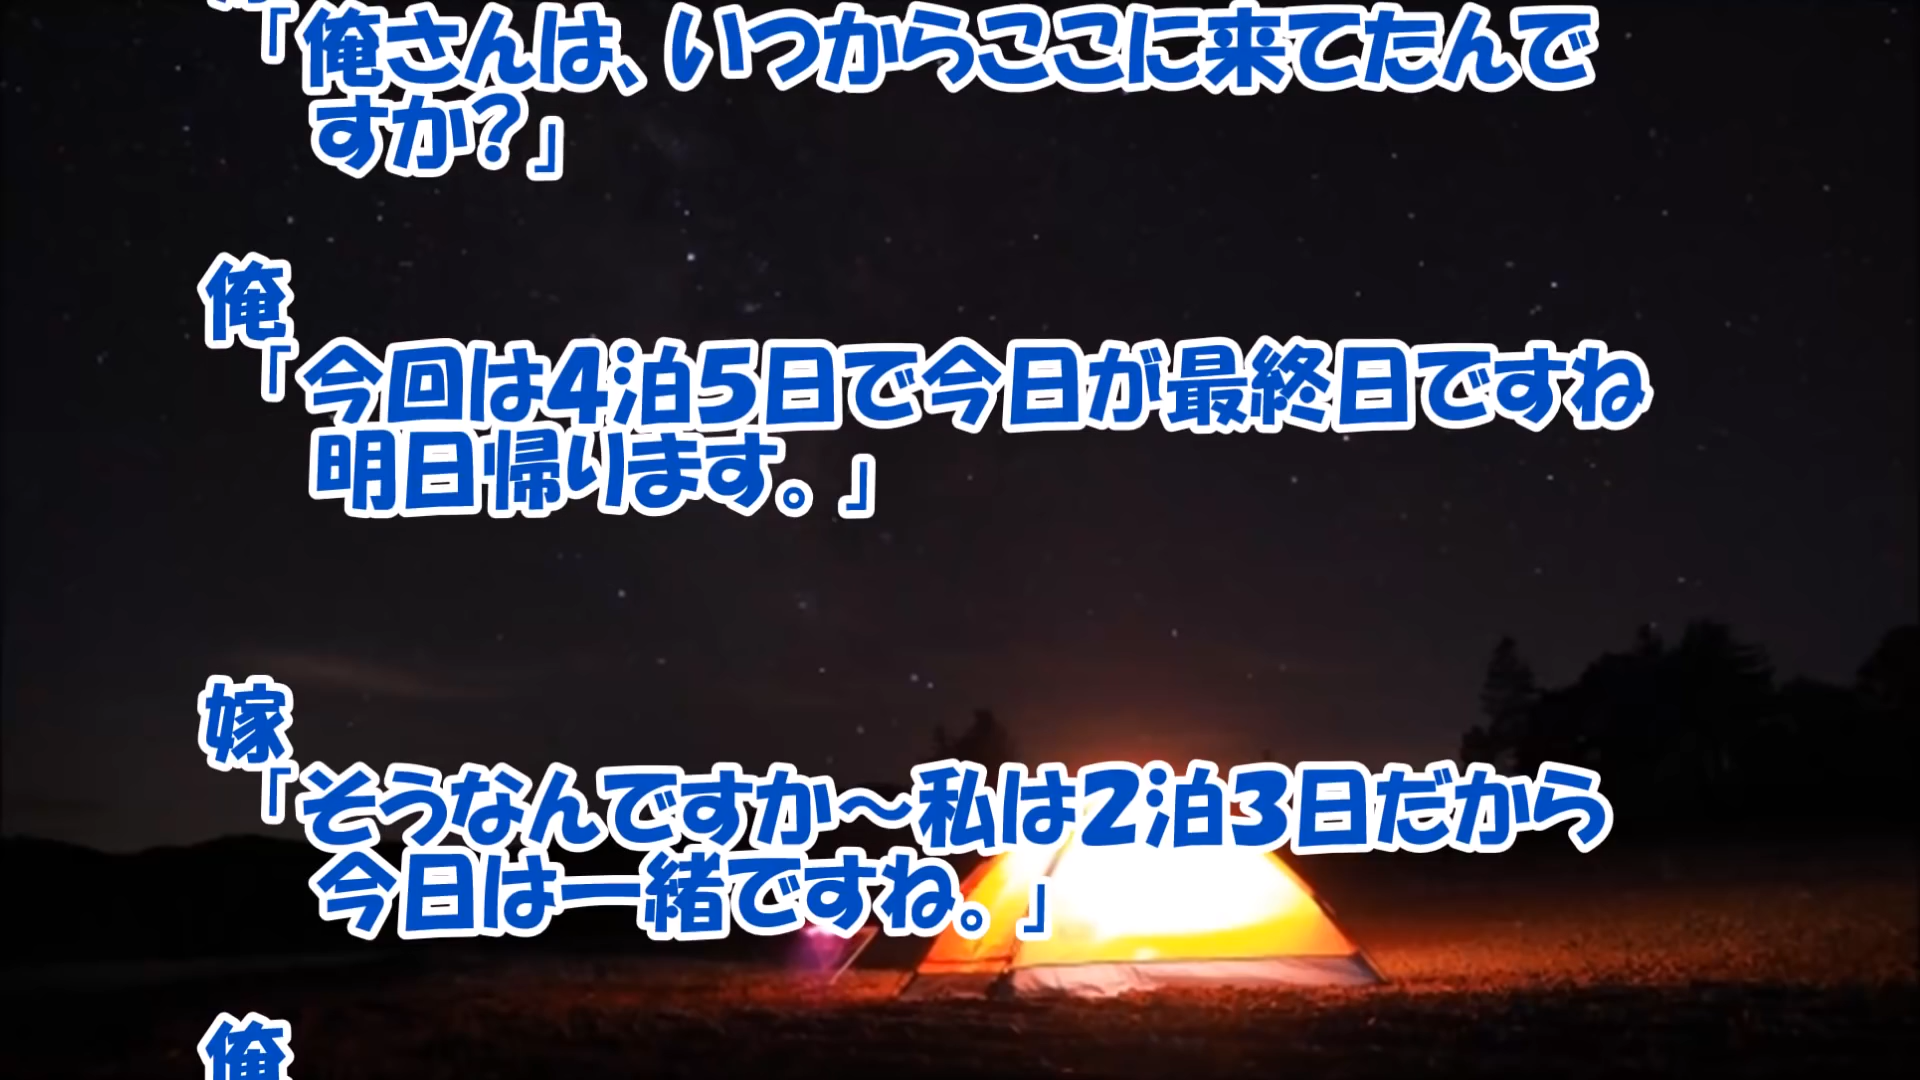 「俺さんは、いつからここに来てたんで
すか?」
俺
「今回は4泊5日で今日が最終日ですね
明日帰ります。」
嫁
「そうなんですか～私は2泊3日だから
今日は一緒ですね。」
俺